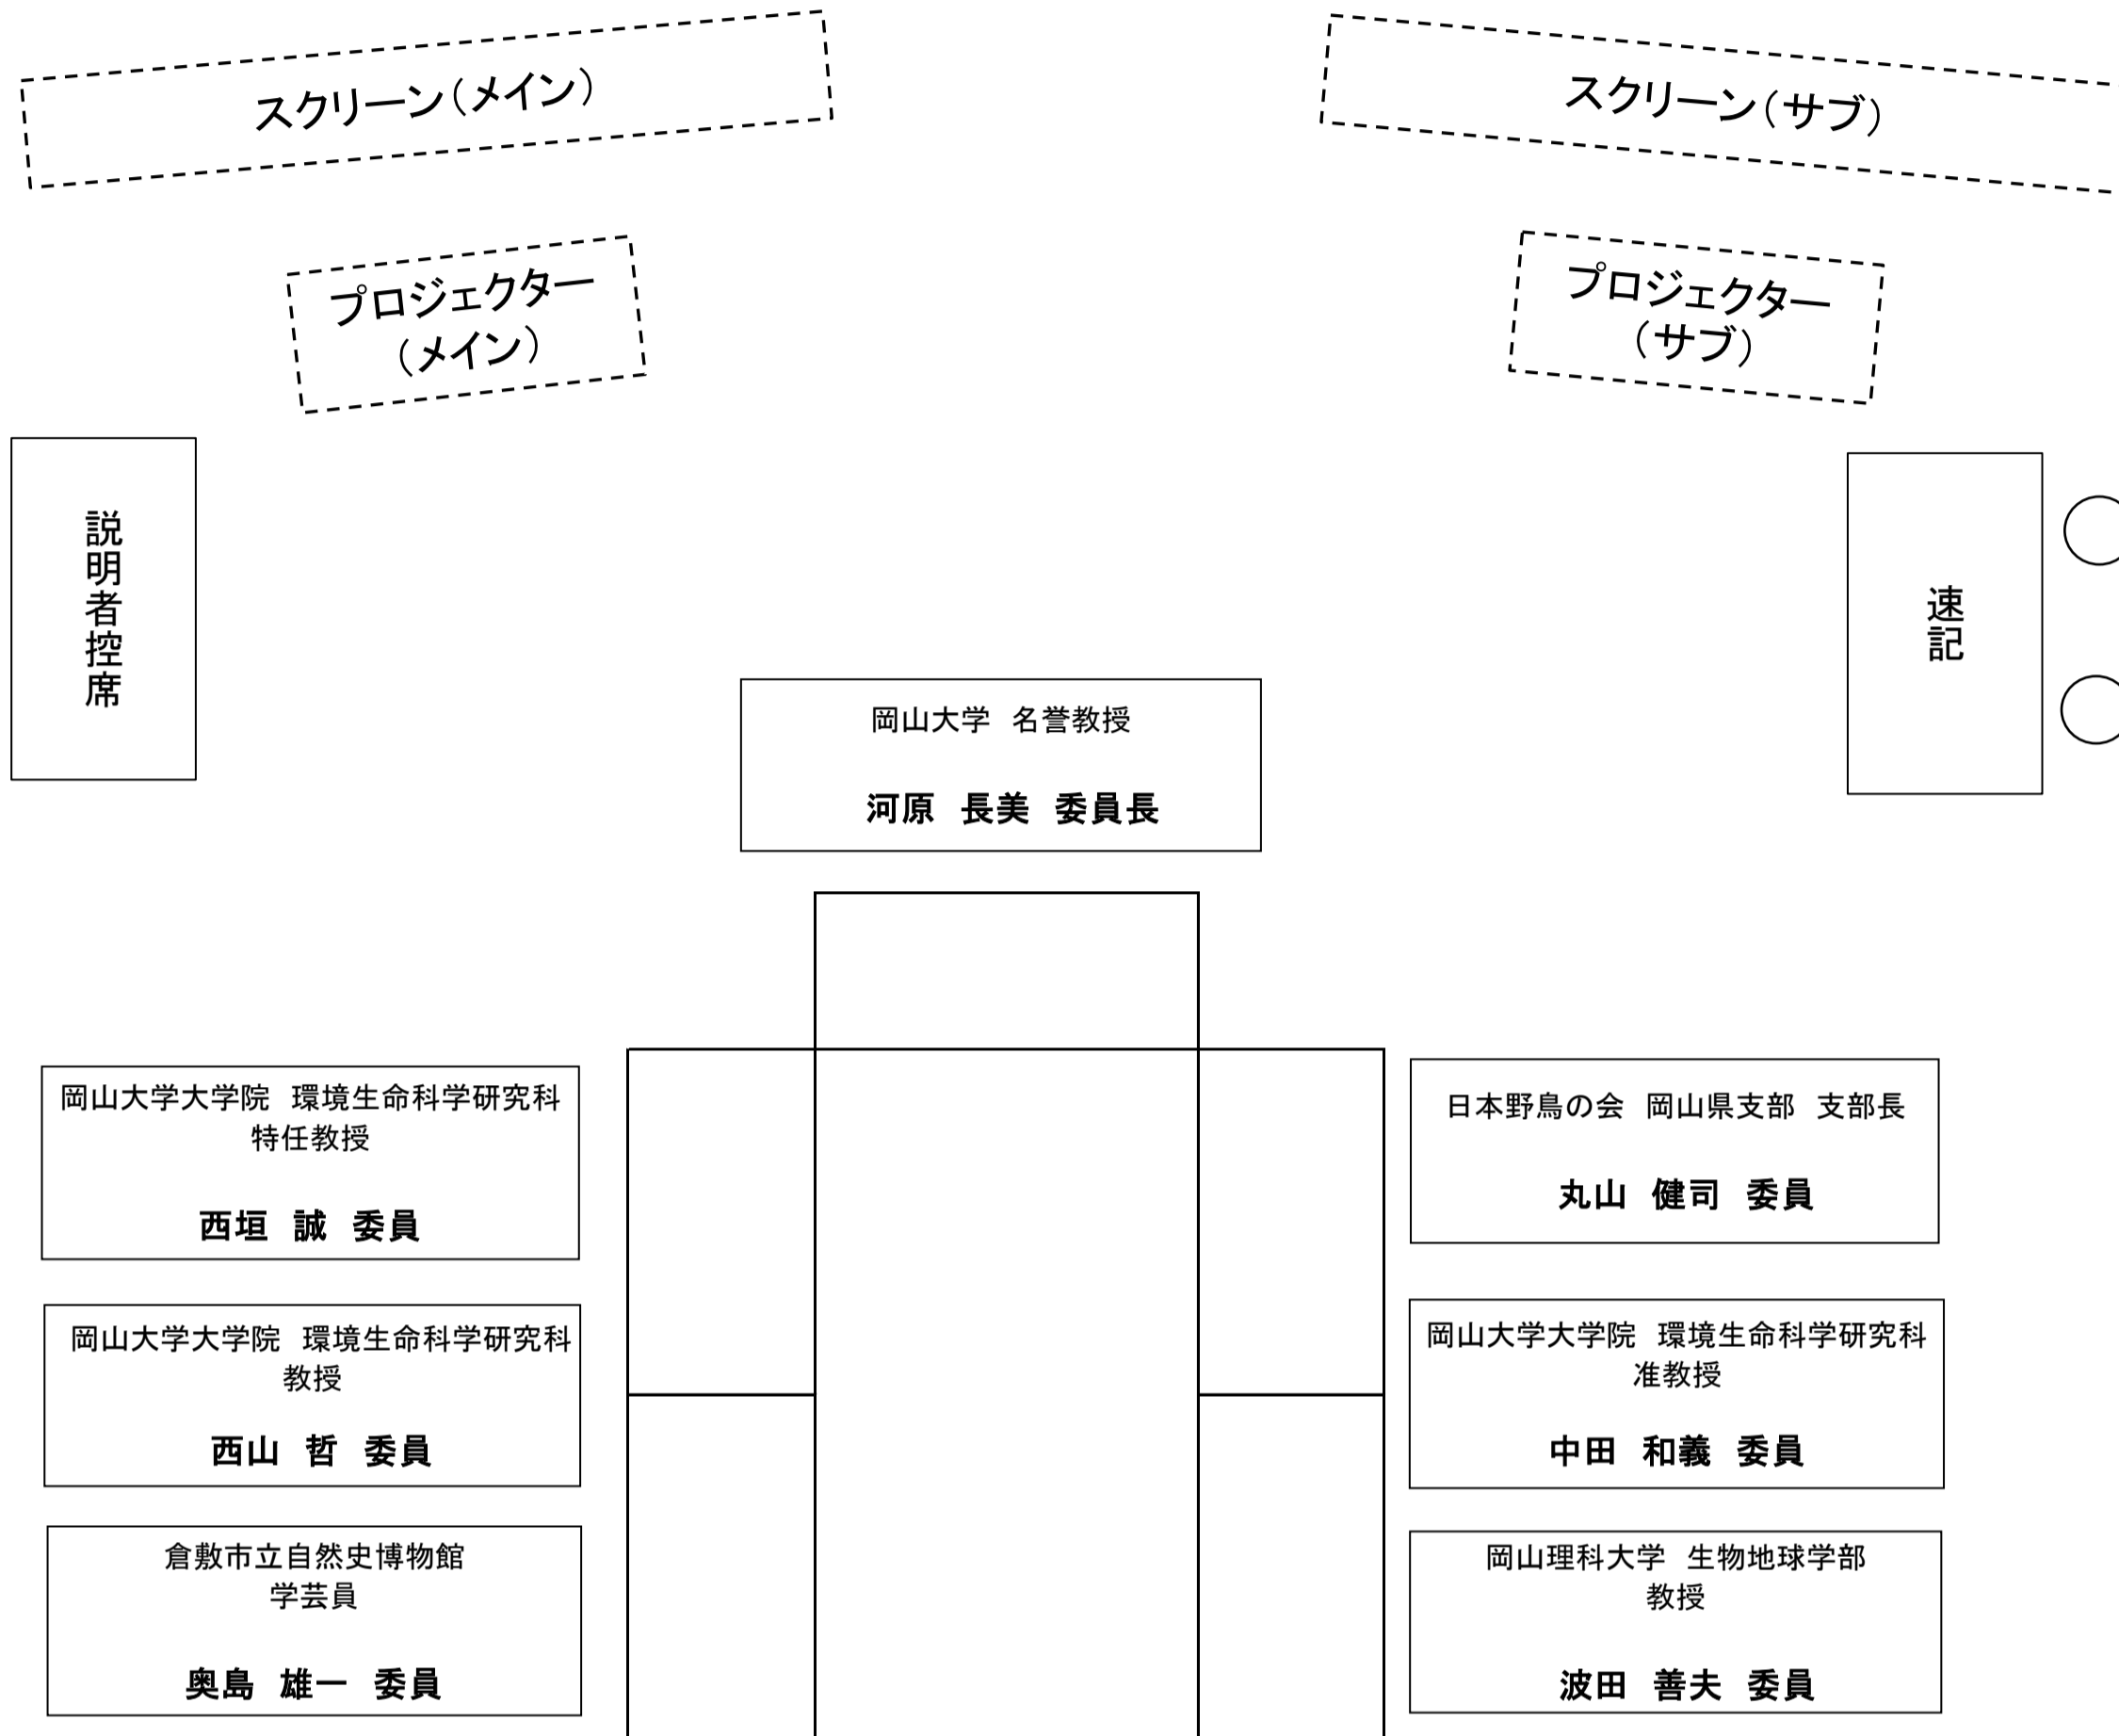 スクリーン（メイン）
スクリーン（サブ）
プロジェクター
（メイン）
プロジェクター
（サブ）
説明者控席
速記
岡山大学　名誉教授
河原　長美　委員長
岡山大学大学院　環境生命科学研究科
特任教授
西垣　誠　委員
日本野鳥の会　岡山県支部　支部長
丸山　健司　委員
岡山大学大学院　環境生命科学研究科
教授
西山　哲　委員
岡山大学大学院　環境生命科学研究科
准教授
中田　和義　委員
倉敷市立自然史博物館
学芸員
奥島　雄一　委員
岡山理科大学　生物地球学部
教授
波田　善夫　委員